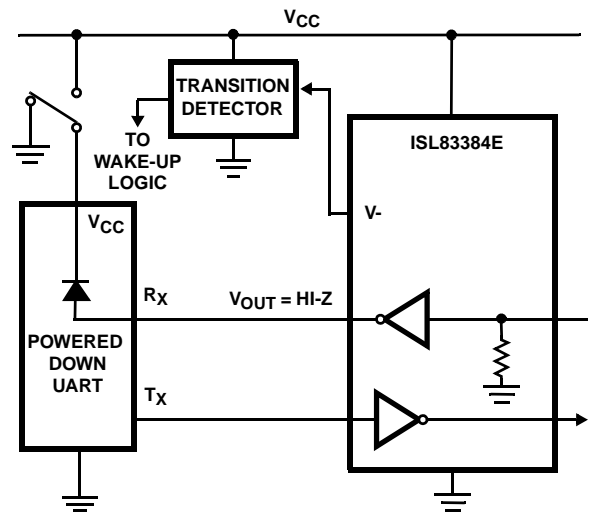 VCC
TRANSITION
DETECTOR
TO
WAKE-UP
LOGIC
ISL83384E
V-
VCC
RX
VOUT = HI-Z
POWERED
DOWN
UART
TX